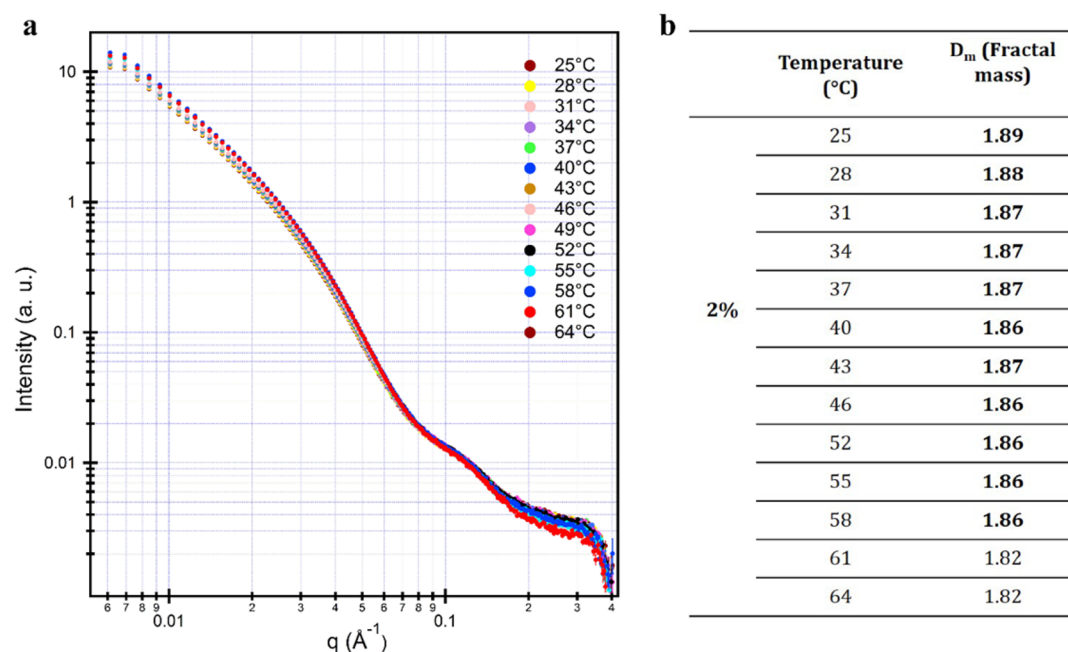 a
Intensity (a. u.)
10
1
0.1
0.01
25°C
28°C
31°C
34°C
37°C
40°C
43°C
46°C
49°C
52°C
55°C
58°C
61°C
64°C
6 7 8 9 2 3 4 5 6 7 8 9 2 3 4
0.01 0.1
q (Å⁻¹)
b
Temperature (°C)
Dₘ (Fractal mass)
2%
25 1.89
28 1.88
31 1.87
34 1.87
37 1.87
40 1.86
43 1.87
46 1.86
52 1.86
55 1.86
58 1.86
61 1.82
64 1.82